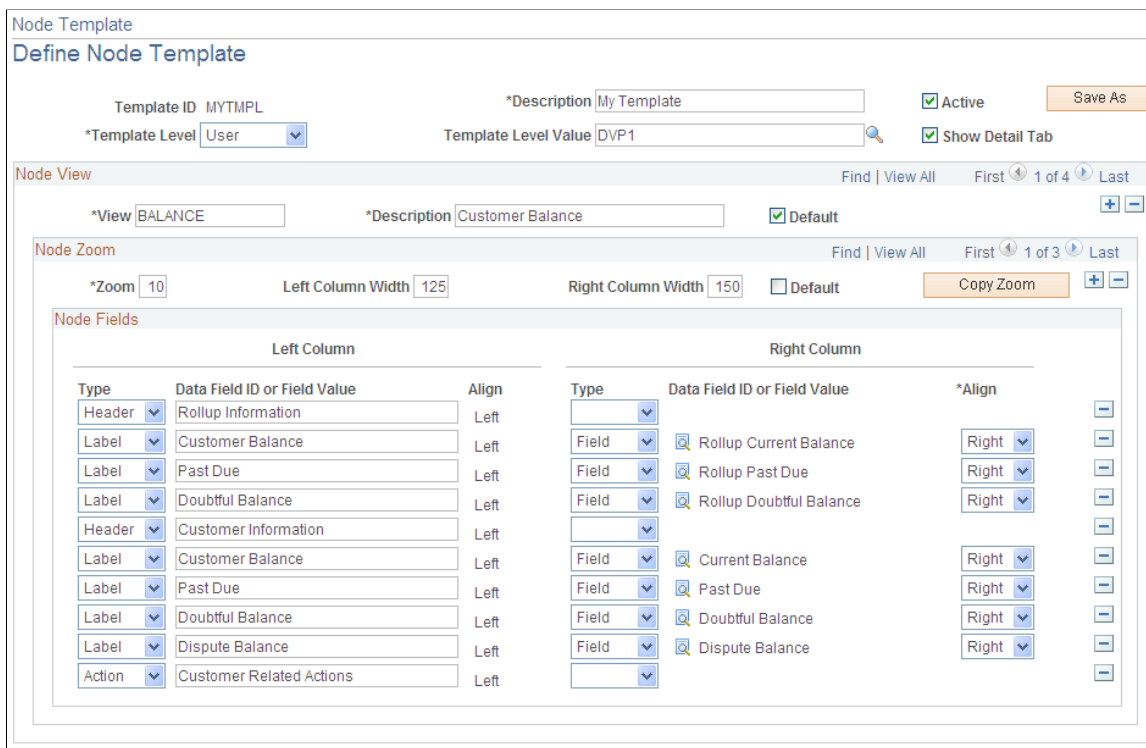 Node Template
Define Node Template
Template ID MYTMPL *Description My Template Active Save As
*Template Level User Template Level Value DVP1 Show Detail Tab
Node View Find | View All First 1 of 4 Last
*View BALANCE *Description Customer Balance Default
Node Zoom Find | View All First 1 of 3 Last
*Zoom 10 Left Column Width 125 Right Column Width 150 Default Copy Zoom
Node Fields
Left Column Right Column
Type Data Field ID or Field Value Align Type Data Field ID or Field Value *Align
Header Rollup Information Left
Label Customer Balance Left Field Rollup Current Balance Right
Label Past Due Left Field Rollup Past Due Right
Label Doubtful Balance Left Field Rollup Doubtful Balance Right
Header Customer Information Left
Label Customer Balance Left Field Current Balance Right
Label Past Due Left Field Past Due Right
Label Doubtful Balance Left Field Doubtful Balance Right
Label Dispute Balance Left Field Dispute Balance Right
Action Customer Related Actions Left